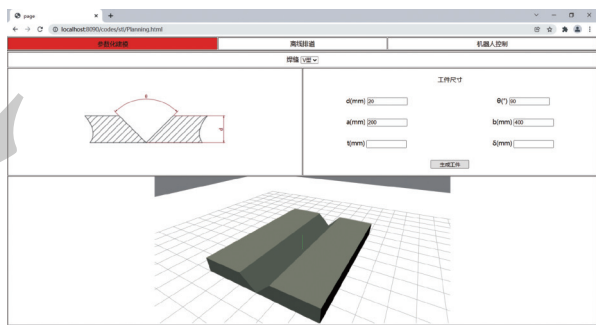 page
localhost:8090/codes/slt/Planning.html
参数化建模 离线排道 机器人控制
焊缝 V型
工件尺寸
d(mm) 20 θ(°) 80
a(mm) 200 b(mm) 400
t(mm) δ(mm)
生成工件
θ
d